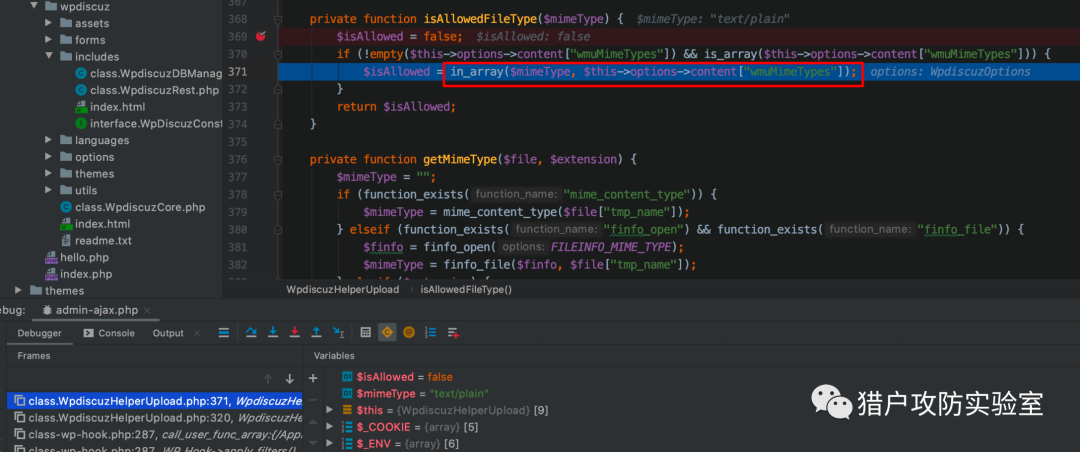 wpdiscuz
assets
forms
includes
class.WpdiscuzDBManag
class.WpdiscuzRest.php
index.html
interface.WpDiscuzConst
languages
options
themes
utils
class.WpdiscuzCore.php
index.html
readme.txt
hello.php
index.php
themes
367
368 private function isAllowedFileType($mimeType) { $mimeType: "text/plain"
369 $isAllowed = false; $isAllowed: false
370 if (!empty($this->options->content["wmuMimeTypes"]) && is_array($this->options->content["wmuMimeTypes"])) {
371 $isAllowed = in_array($mimeType, $this->options->content["wmuMimeTypes"]); options: WpdiscuzOptions
372 }
373 return $isAllowed;
374 }
375
376 private function getMimeType($file, $extension) {
377 $mimeType = "";
378 if (function_exists( function_name: "mime_content_type")) {
379 $mimeType = mime_content_type($file["tmp_name"]);
380 } elseif (function_exists( function_name: "finfo_open") && function_exists( function_name: "finfo_file")) {
381 $finfo = finfo_open( options: FILEINFO_MIME_TYPE);
382 $mimeType = finfo_file($finfo, $file["tmp_name"]);
WpdiscuzHelperUpload › isAllowedFileType()
ebug: admin-ajax.php
Debugger Console Output
Frames
Variables
class.WpdiscuzHelperUpload.php:371, WpdiscuzHe
class.WpdiscuzHelperUpload.php:320, WpdiscuzHe
class-wp-hook.php:287, call_user_func_array:{/App
class-wp-hook.php:287, WP_Hook->apply_filters()
$isAllowed = false
$mimeType = "text/plain"
$this = {WpdiscuzHelperUpload} [9]
$_COOKIE = {array} [5]
$_ENV = {array} [6]
猎户攻防实验室